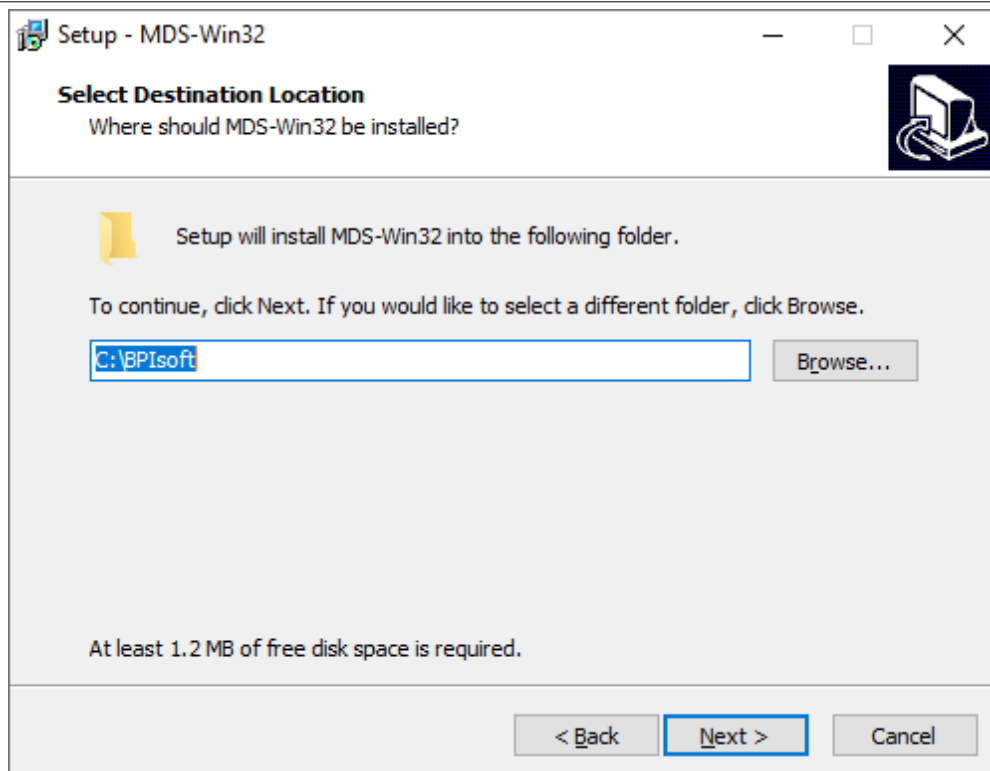 Setup - MDS-Win32
Select Destination Location
Where should MDS-Win32 be installed?
Setup will install MDS-Win32 into the following folder.
To continue, click Next. If you would like to select a different folder, click Browse.
C:\BPIsoft
Browse...
At least 1.2 MB of free disk space is required.
< Back
Next >
Cancel